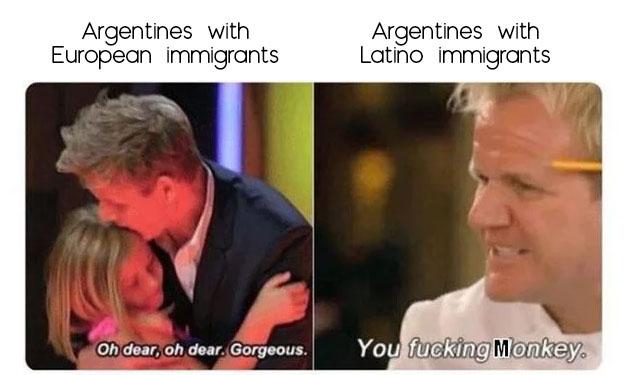 Argentines with
European immigrants
Argentines with
Latino immigrants
Oh dear, oh dear. Gorgeous.
You fucking Monkey.